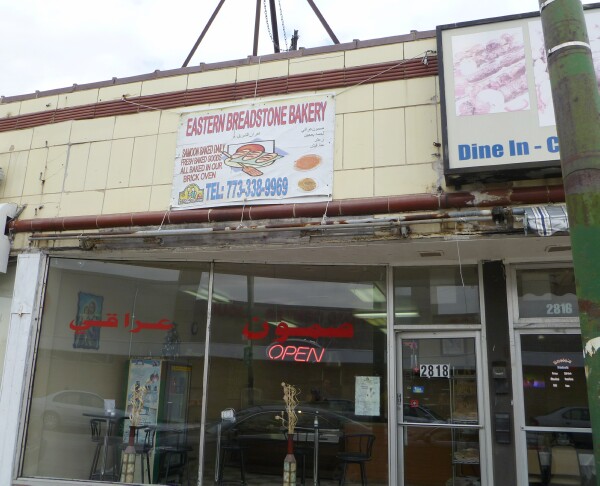 EASTERN BREADSTONE BAKERY
SAMOON BAKED DAILY
FRESH BAKED GOODS
ALL BAKED IN OUR
BRICK OVEN
TEL: 773-338-9969
Dine In - C
صمون عراقي
OPEN
2818
2816